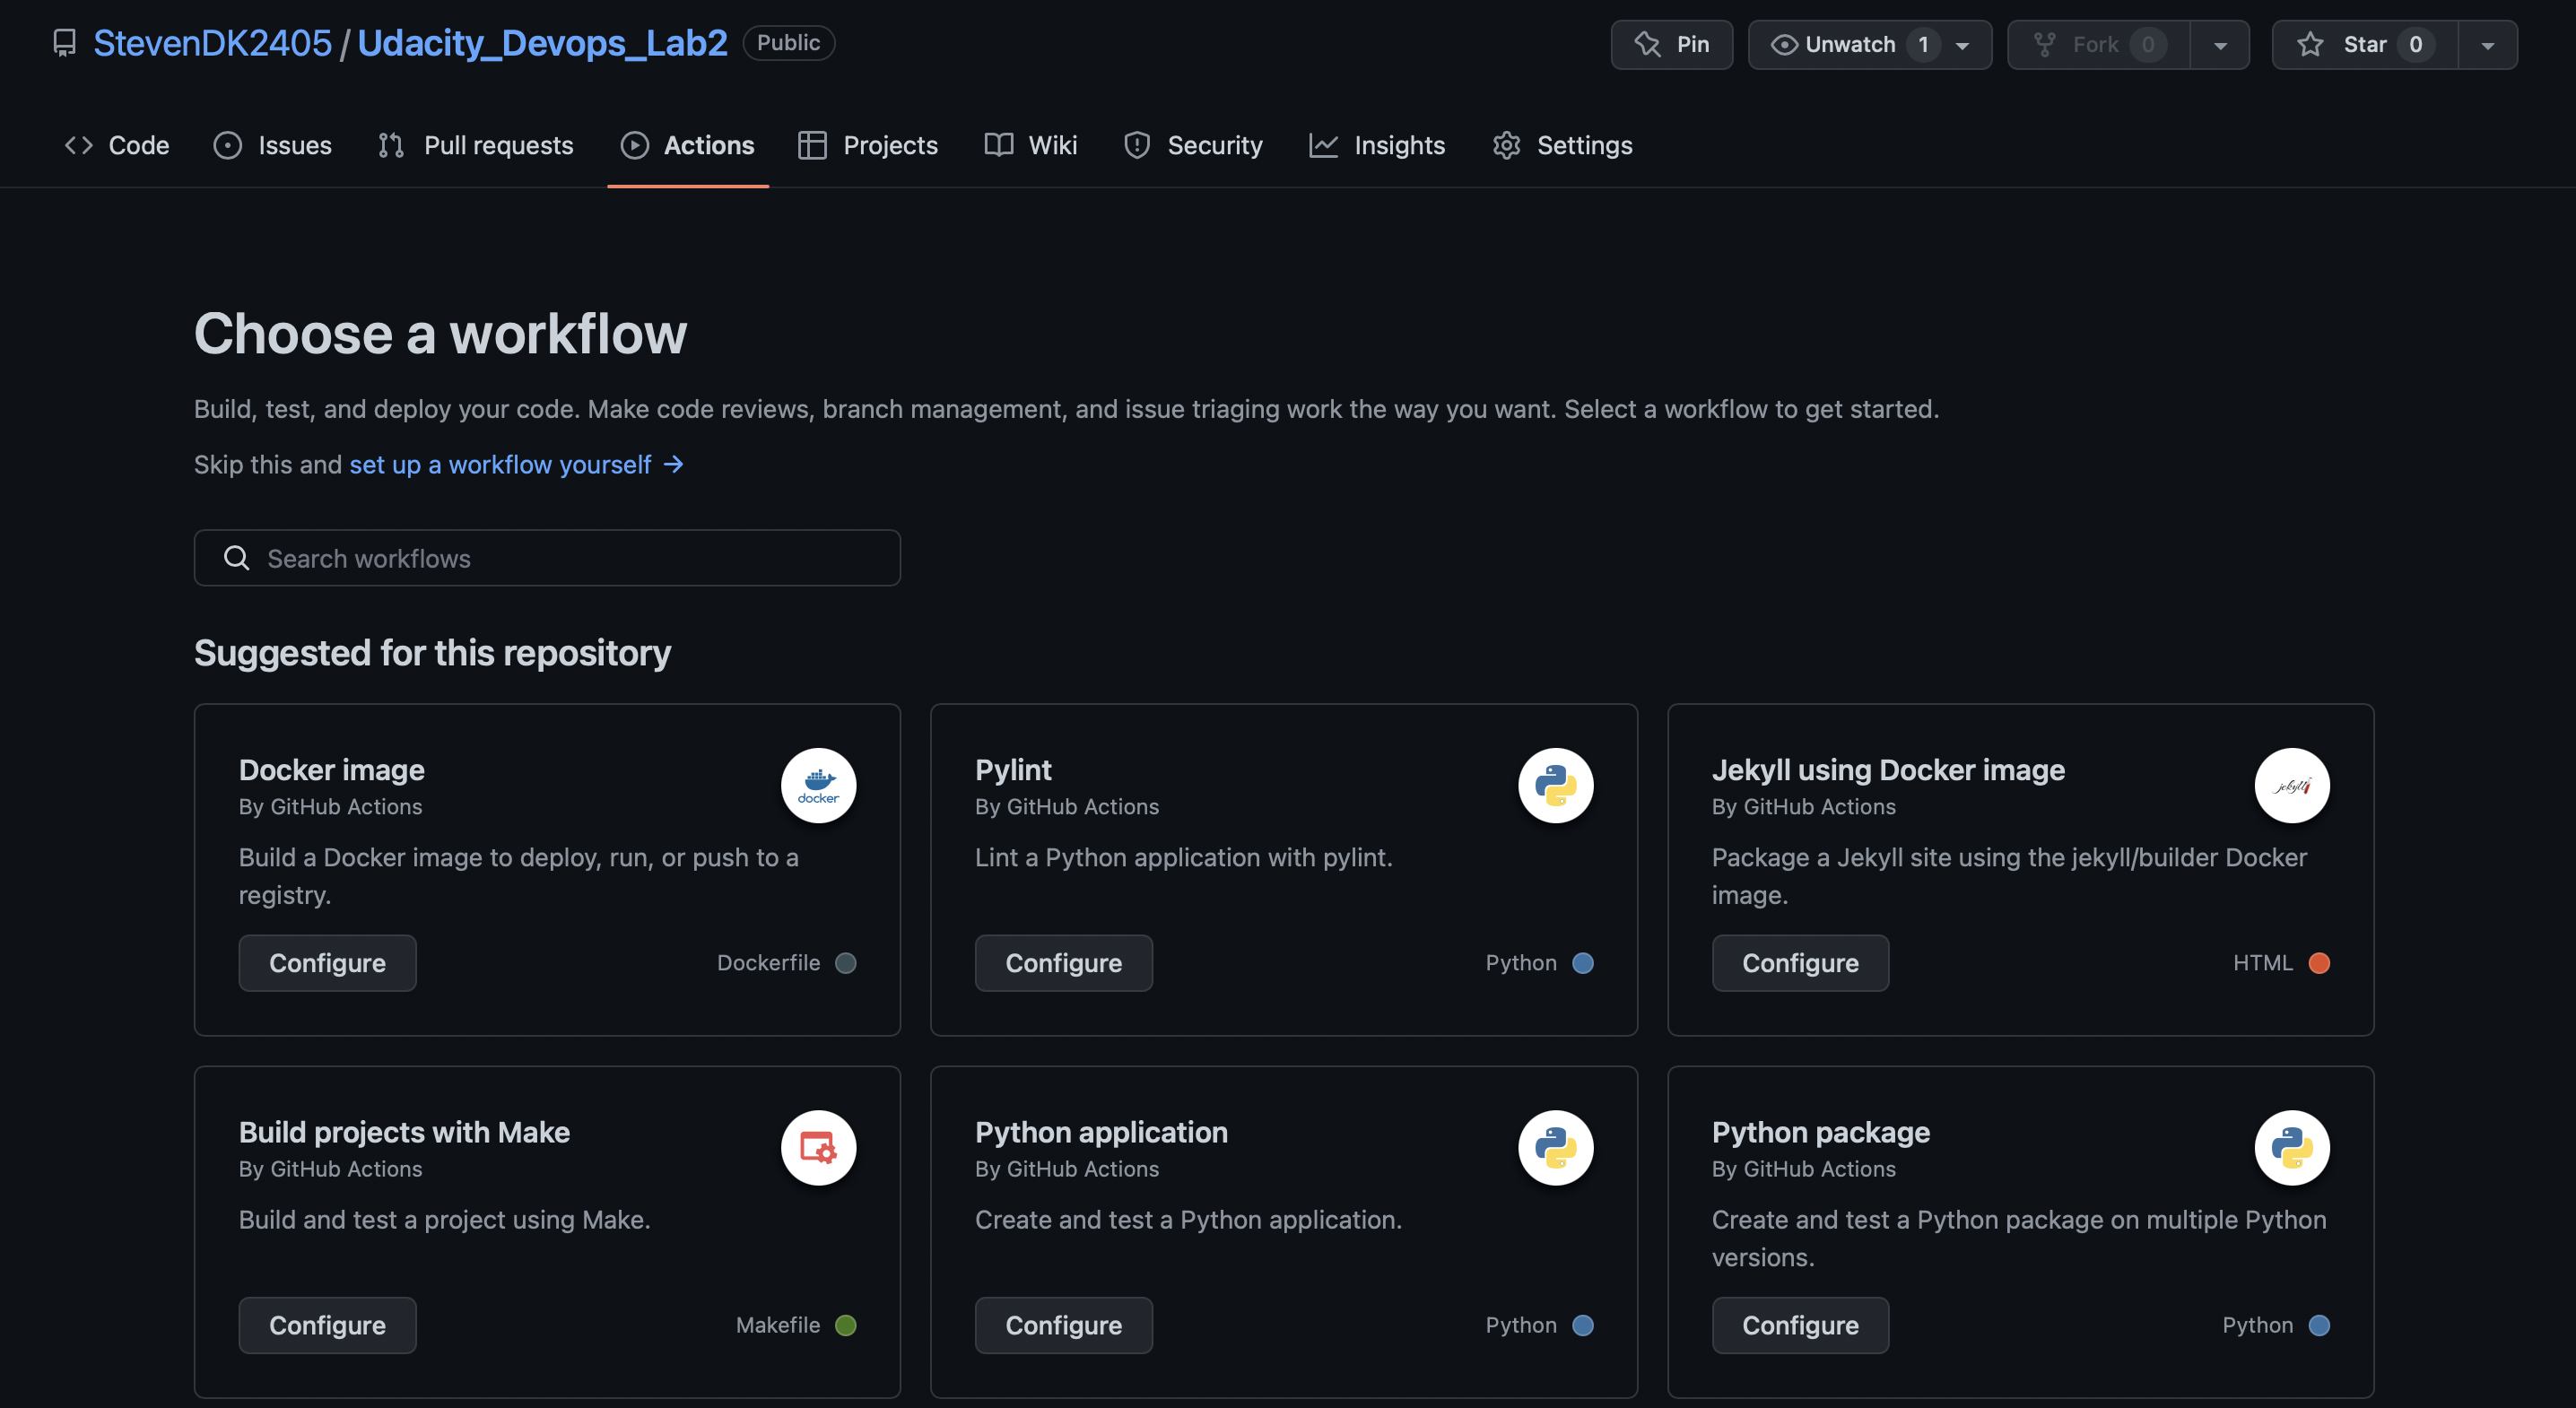 StevenDK2405 / Udacity_Devops_Lab2 Public
Pin
Unwatch 1
Fork 0
Star 0
Code
Issues
Pull requests
Actions
Projects
Wiki
Security
Insights
Settings
Choose a workflow
Build, test, and deploy your code. Make code reviews, branch management, and issue triaging work the way you want. Select a workflow to get started.
Skip this and set up a workflow yourself →
Search workflows
Suggested for this repository
Docker image
By GitHub Actions
docker
Build a Docker image to deploy, run, or push to a
registry.
Configure
Dockerfile
Pylint
By GitHub Actions
Lint a Python application with pylint.
Configure
Python
Jekyll using Docker image
By GitHub Actions
jekyll
Package a Jekyll site using the jekyll/builder Docker
image.
Configure
HTML
Build projects with Make
By GitHub Actions
Build and test a project using Make.
Configure
Makefile
Python application
By GitHub Actions
Create and test a Python application.
Configure
Python
Python package
By GitHub Actions
Create and test a Python package on multiple Python
versions.
Configure
Python